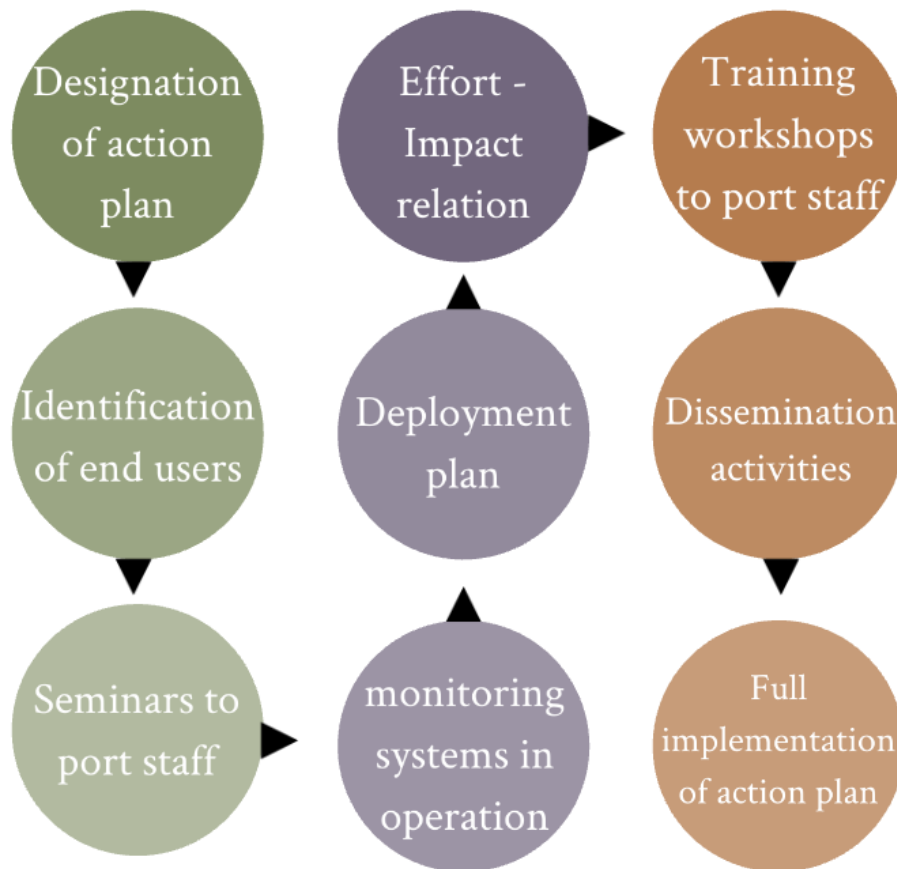 Designation
of action
plan
Identification
of end users
Seminars to
port staff
monitoring
systems in
operation
Deployment
plan
Effort -
Impact
relation
Training
workshops
to port staff
Dissemination
activities
Full
implementation
of action plan